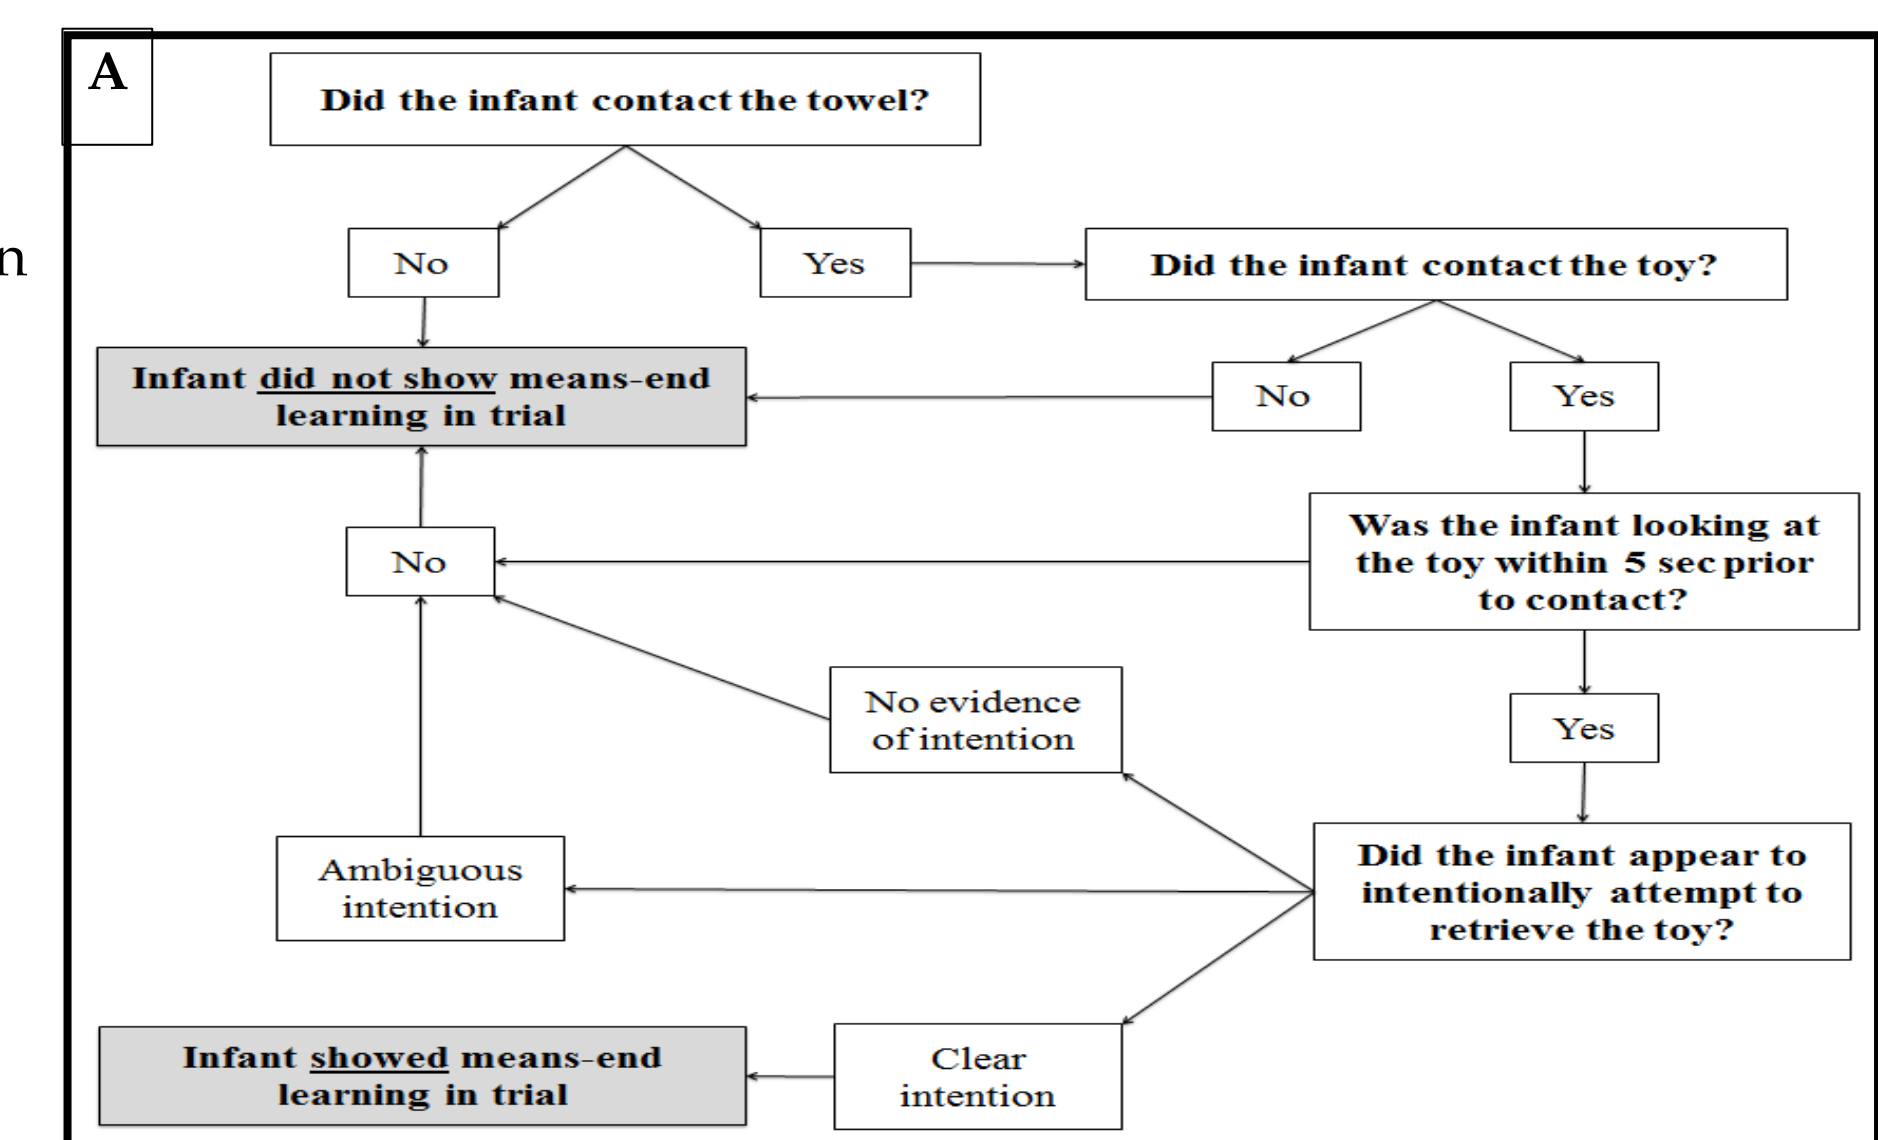 A
Did the infant contact the towel?
No
Yes
Did the infant contact the toy?
n
Infant did not show means-end
learning in trial
No
Yes
Was the infant looking at
the toy within 5 sec prior
to contact?
No
No evidence
of intention
Yes
Ambiguous
intention
Did the infant appear to
intentionally attempt to
retrieve the toy?
Infant showed means-end
learning in trial
Clear
intention